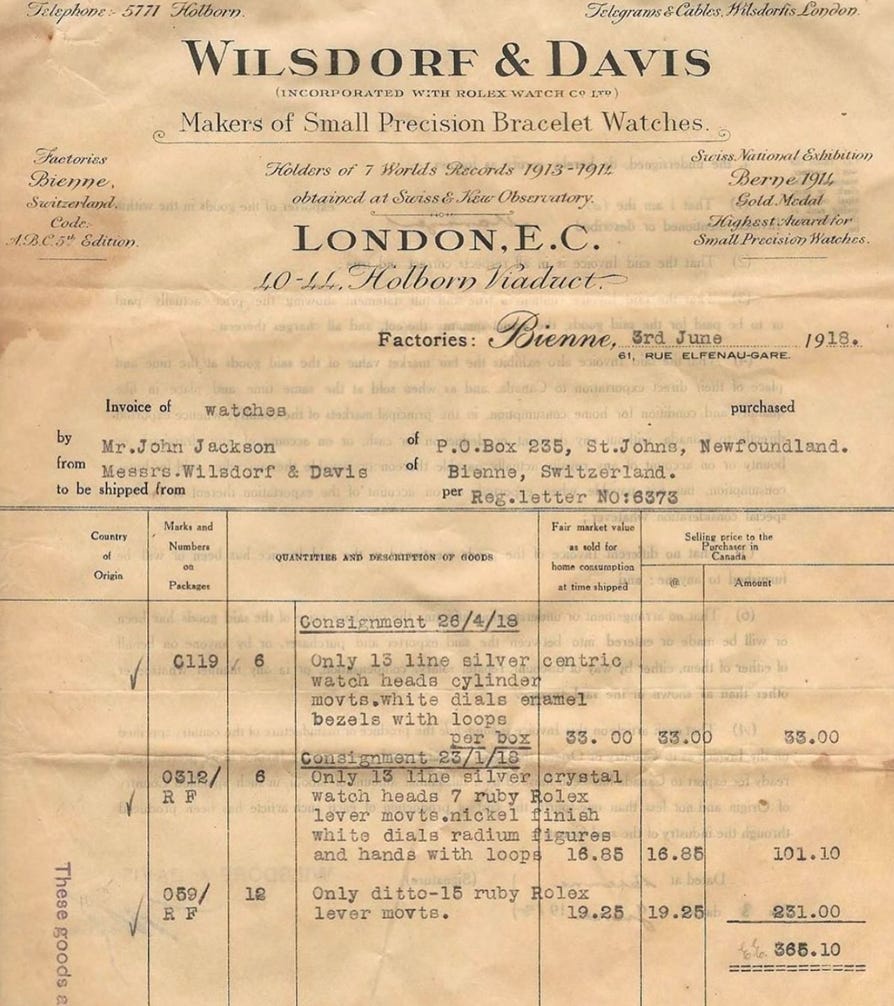 Telephone:- 5771 Holborn.
Telegrams & Cables, Wilsdorfis, London.
WILSDORF & DAVIS
(INCORPORATED WITH ROLEX WATCH Co LTD)
Makers of Small Precision Bracelet Watches.
Factories
Bienne,
Switzerland.
Code:
A.B.C. 5th Edition.
Holders of 7 Worlds Records 1913-1914
obtained at Swiss & Kew Observatory.
Swiss National Exhibition
Berne 1914
Gold Medal
Highest Award for
Small Precision Watches.
LONDON, E.C.
40-44, Holborn Viaduct.
Factories: Bienne, 3rd June 1918.
61, RUE ELFENAU-GARE.
Invoice of watches purchased
by Mr.John Jackson of P.O.Box 235, St.Johns, Newfoundland.
from Messrs.Wilsdorf & Davis of Bienne, Switzerland.
to be shipped from per Reg.letter NO:6373
Country of Origin
Marks and Numbers on Packages
QUANTITIES AND DESCRIPTION OF GOODS
Fair market value as sold for home consumption at time shipped
Selling price to the Purchaser in Canada
@ Amount
Consignment 26/4/18
C119 6 Only 13 line silver centric
watch heads cylinder
movts.white dials enamel
bezels with loops
per box 33. 00 33.00 33.00
Consignment 23/1/18
0312/ 6 Only 13 line silver crystal
R F watch heads 7 ruby Rolex
lever movts.nickel finish
white dials radium figures
and hands with loops 16.85 16.85 101.10
059/ 12 Only ditto-15 ruby Rolex
R F lever movts. 19.25 19.25 231.00
365.10
These goods a